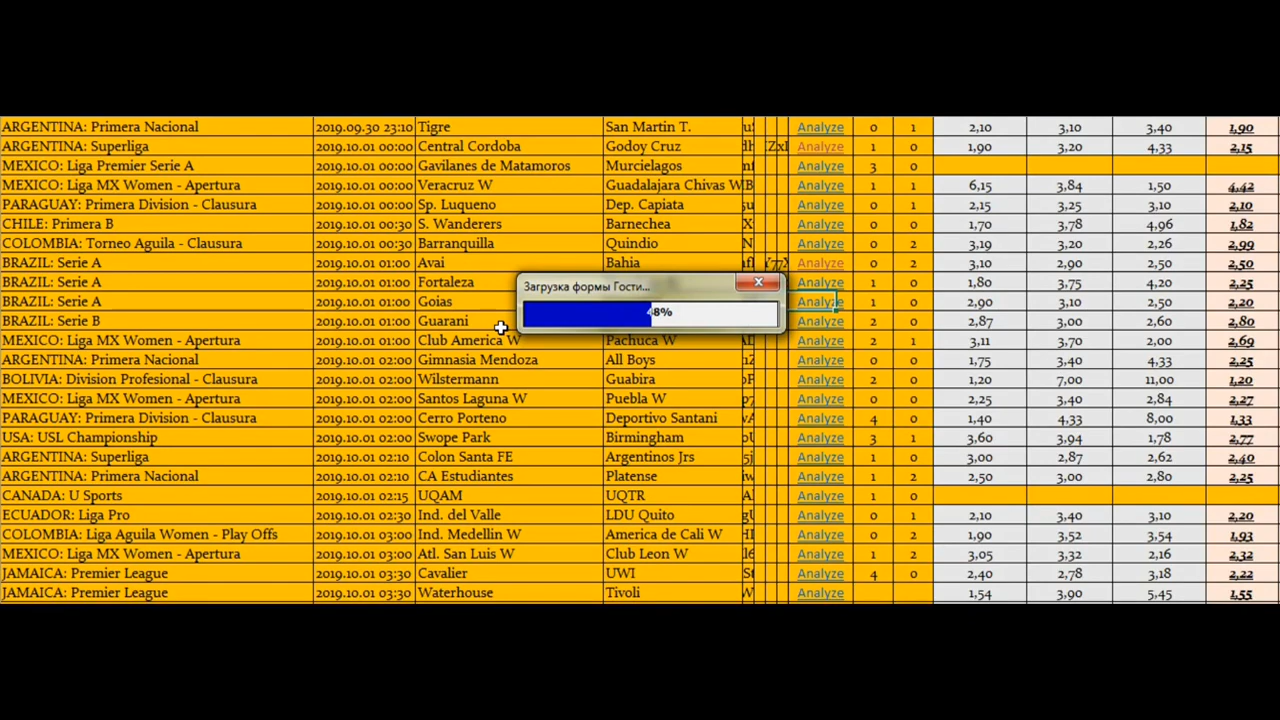 ARGENTINA: Primera Nacional 2019.09.30 23:10 Tigre San Martin T. Analyze 0 1 2,10 3,10 3,40 1,90
ARGENTINA: Superliga 2019.10.01 00:00 Central Cordoba Godoy Cruz Analyze 1 0 1,90 3,20 4,33 2,15
MEXICO: Liga Premier Serie A 2019.10.01 00:00 Gavilanes de Matamoros Murcielagos Analyze 3 0
MEXICO: Liga MX Women - Apertura 2019.10.01 00:00 Veracruz W Guadalajara Chivas W Analyze 1 1 6,15 3,84 1,50 4,42
PARAGUAY: Primera Division - Clausura 2019.10.01 00:00 Sp. Luqueno Dep. Capiata Analyze 0 1 2,15 3,25 3,10 2,10
CHILE: Primera B 2019.10.01 00:30 S. Wanderers Barnechea Analyze 0 0 1,70 3,78 4,96 1,82
COLOMBIA: Torneo Aguila - Clausura 2019.10.01 00:30 Barranquilla Quindio Analyze 0 2 3,19 3,20 2,26 2,99
BRAZIL: Serie A 2019.10.01 01:00 Avai Bahia Analyze 0 2 3,10 2,90 2,50 2,50
BRAZIL: Serie A 2019.10.01 01:00 Fortaleza Analyze 1 0 1,80 3,75 4,20 2,25
Загрузка формы Гости...
BRAZIL: Serie A 2019.10.01 01:00 Goias Analyze 1 0 2,90 3,10 2,50 2,20
48%
BRAZIL: Serie B 2019.10.01 01:00 Guarani Analyze 2 0 2,87 3,00 2,60 2,80
MEXICO: Liga MX Women - Apertura 2019.10.01 01:00 Club America W Pachuca W Analyze 2 1 3,11 3,70 2,00 2,69
ARGENTINA: Primera Nacional 2019.10.01 02:00 Gimnasia Mendoza All Boys Analyze 0 0 1,75 3,40 4,33 2,25
BOLIVIA: Division Profesional - Clausura 2019.10.01 02:00 Wilstermann Guabira Analyze 2 0 1,20 7,00 11,00 1,20
MEXICO: Liga MX Women - Apertura 2019.10.01 02:00 Santos Laguna W Puebla W Analyze 0 0 2,25 3,40 2,84 2,27
PARAGUAY: Primera Division - Clausura 2019.10.01 02:00 Cerro Porteno Deportivo Santani Analyze 4 0 1,40 4,33 8,00 1,33
USA: USL Championship 2019.10.01 02:00 Swope Park Birmingham Analyze 3 1 3,60 3,94 1,78 2,77
ARGENTINA: Superliga 2019.10.01 02:10 Colon Santa FE Argentinos Jrs Analyze 1 0 3,00 2,87 2,62 2,40
ARGENTINA: Primera Nacional 2019.10.01 02:10 CA Estudiantes Platense Analyze 1 2 2,50 3,00 2,80 2,25
CANADA: U Sports 2019.10.01 02:15 UQAM UQTR Analyze 1 0
ECUADOR: Liga Pro 2019.10.01 02:30 Ind. del Valle LDU Quito Analyze 0 1 2,10 3,40 3,10 2,20
COLOMBIA: Liga Aguila Women - Play Offs 2019.10.01 03:00 Ind. Medellin W America de Cali W Analyze 0 2 1,90 3,52 3,54 1,93
MEXICO: Liga MX Women - Apertura 2019.10.01 03:00 Atl. San Luis W Club Leon W Analyze 1 2 3,05 3,32 2,16 2,32
JAMAICA: Premier League 2019.10.01 03:30 Cavalier UWI Analyze 4 0 2,40 2,78 3,18 2,22
JAMAICA: Premier League 2019.10.01 03:30 Waterhouse Tivoli Analyze 0 0 1,54 3,90 5,45 1,55